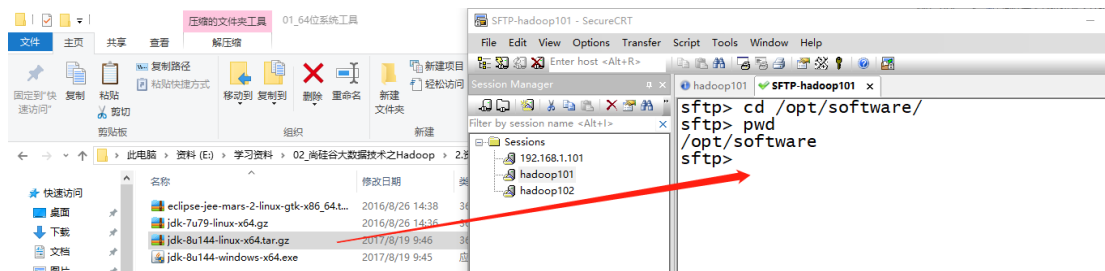 压缩的文件夹工具 01_64位系统工具
文件 主页 共享 查看 解压缩
固定到"快速访问"
复制
粘贴
复制路径
粘贴快捷方式
剪切
移动到 复制到 删除 重命名
新建文件夹
新建项目
轻松访问
剪贴板 组织 新建
此电脑 > 资料 (E:) > 学习资料 > 02_尚硅谷大数据技术之Hadoop > 2.
快速访问
桌面
下载
文档
图片
名称 修改日期
eclipse-jee-mars-2-linux-gtk-x86_64.t... 2016/8/26 14:38
jdk-7u79-linux-x64.gz 2016/8/26 14:36
jdk-8u144-linux-x64.tar.gz 2017/8/19 9:46
jdk-8u144-windows-x64.exe 2017/8/19 9:45
SFTP-hadoop101 - SecureCRT
File Edit View Options Transfer Script Tools Window Help
Enter host <Alt+R>
Session Manager
Filter by session name <Alt+I>
Sessions
192.168.1.101
hadoop101
hadoop102
hadoop101 SFTP-hadoop101
sftp> cd /opt/software/
sftp> pwd
/opt/software
sftp>